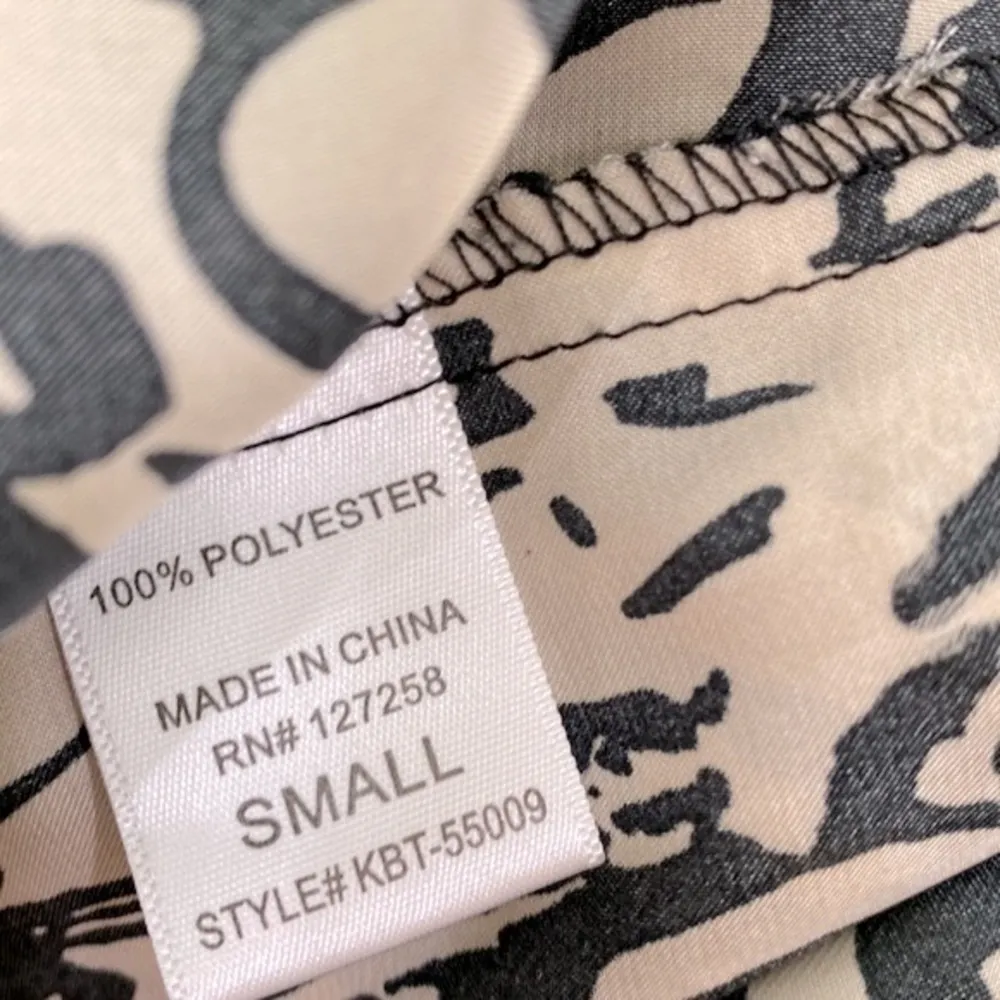 100% POLYESTER
MADE IN CHINA
RN# 127258
SMALL
STYLE# KBT-55009